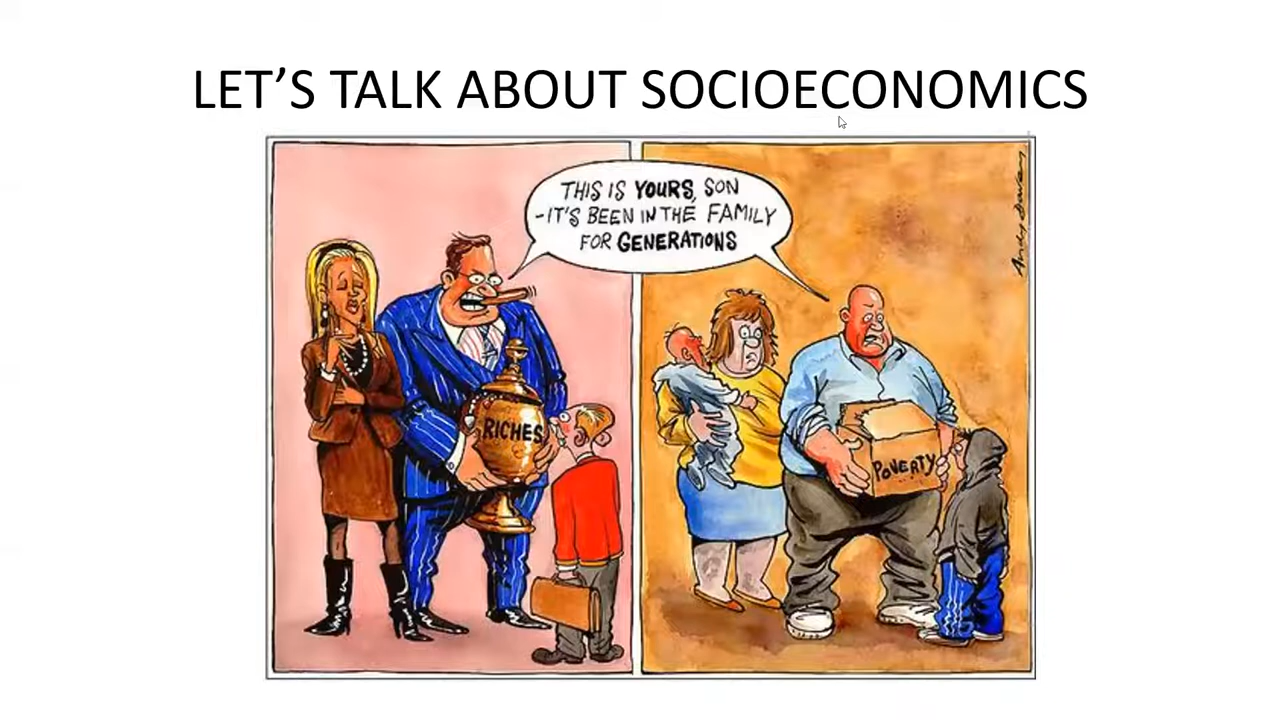 LET’S TALK ABOUT SOCIOECONOMICS
THIS IS YOURS, SON
-IT'S BEEN IN THE FAMILY
FOR GENERATIONS
RICHES
POVERTY